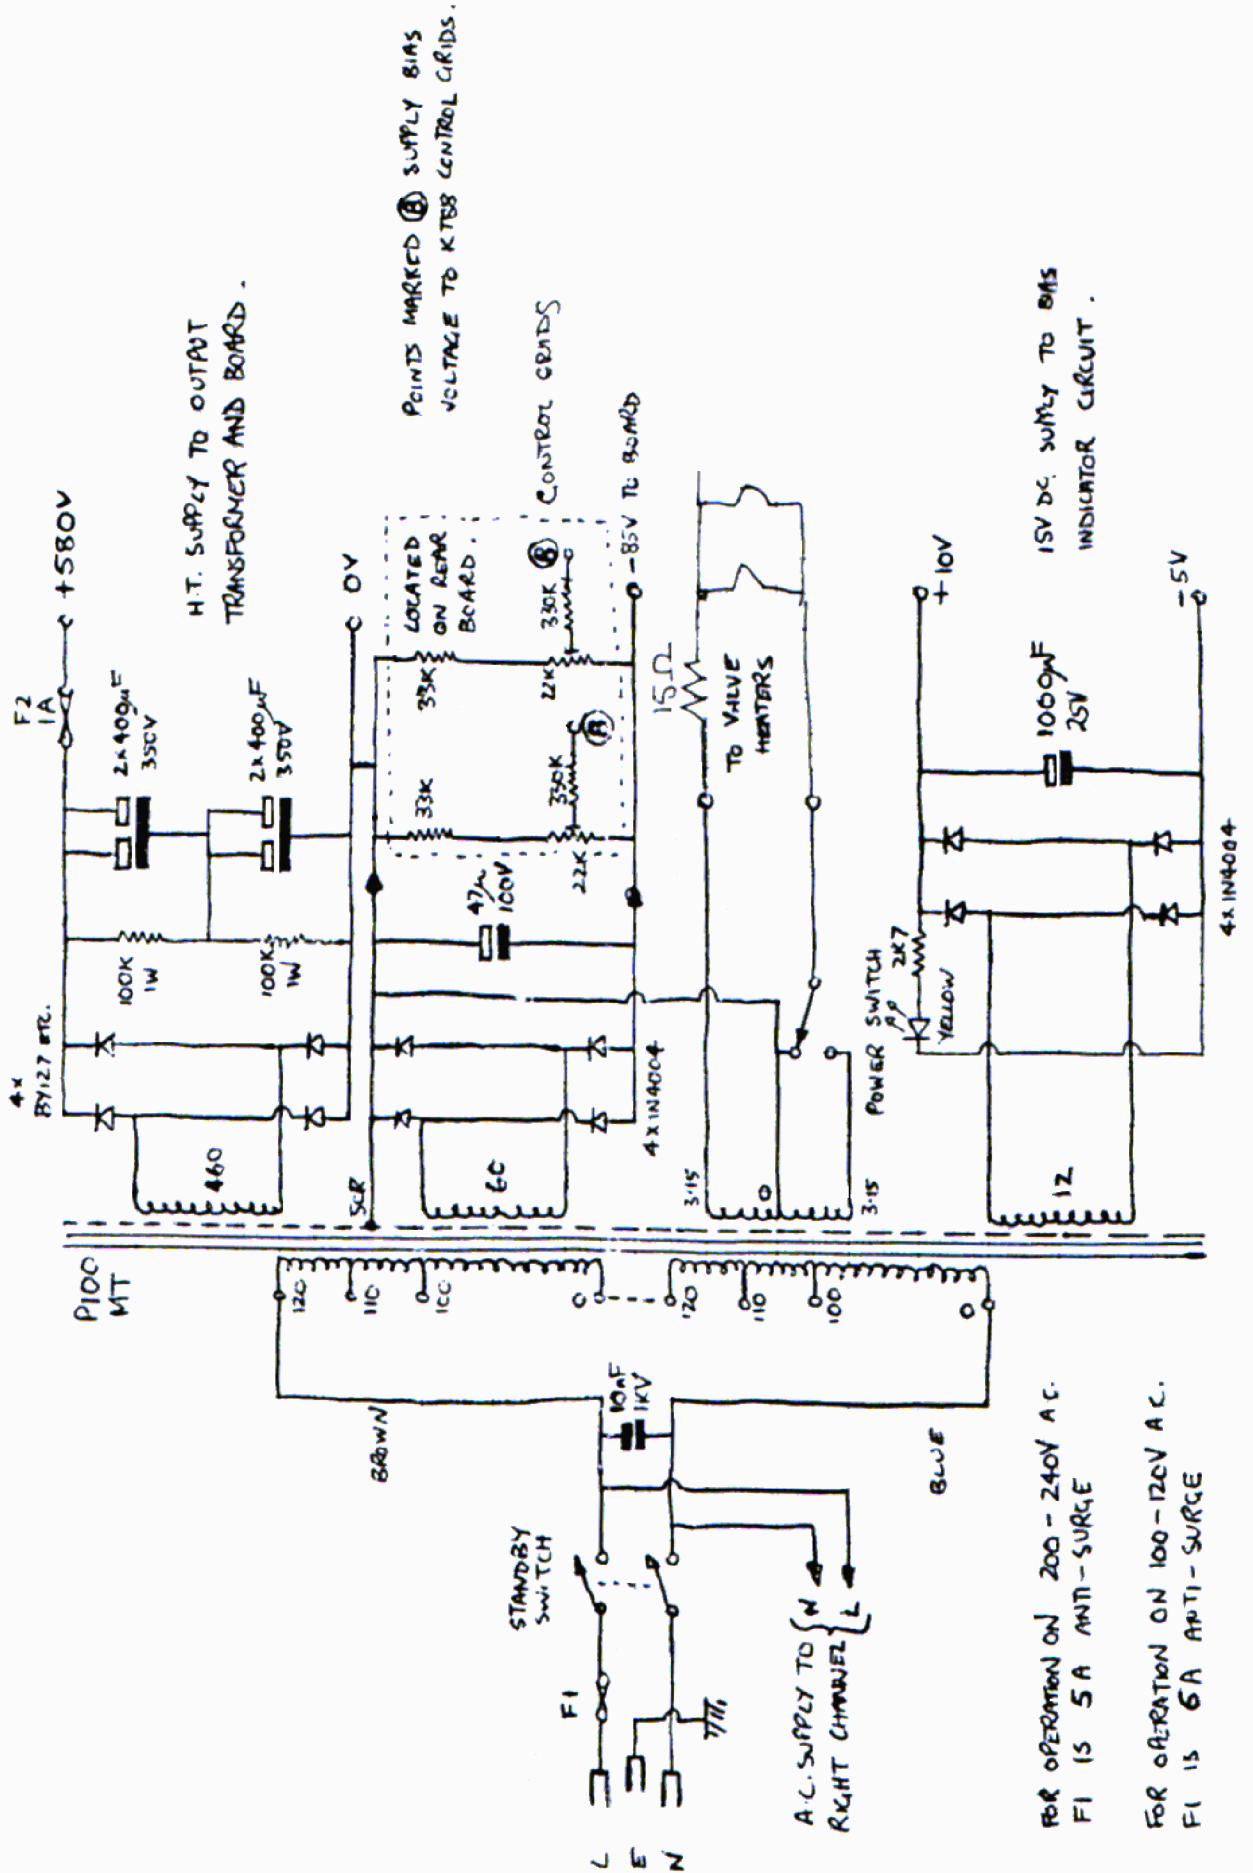 L
E
N
F1
STANDBY
SWITCH
A.C. SUPPLY TO
RIGHT CHANNEL
N
L
FOR OPERATION ON 200 - 240V A.C.
F1 IS 5A ANTI-SURGE
FOR OPERATION ON 100-120V A.C.
F1 IS 6A ANTI-SURGE
BROWN
10nF
1KV
BLUE
P100
MT
120
110
100
0
120
110
100
0
460
SCR
60
3.15
0
3.15
12
4x
BY127 ETC.
100K
1W
100K
1W
2x400µF
350V
2x400µF
350V
F2
1A
+580V
H.T. SUPPLY TO OUTPUT
TRANSFORMER AND BOARD.
0V
4x1N4004
47µ
100V
33K
22K
330K
B
33K
22K
330K
B
LOCATED
ON REAR
BOARD.
CONTROL GRIDS
POINTS MARKED B SUPPLY BIAS
VOLTAGE TO KT88 CONTROL GRIDS.
-85V TO BOARD
15Ω
TO VALVE
HEATERS
POWER SWITCH
2K7
YELLOW
1000µF
25V
4x1N4004
+10V
-5V
15V DC. SUPPLY TO BIAS
INDICATOR CIRCUIT.